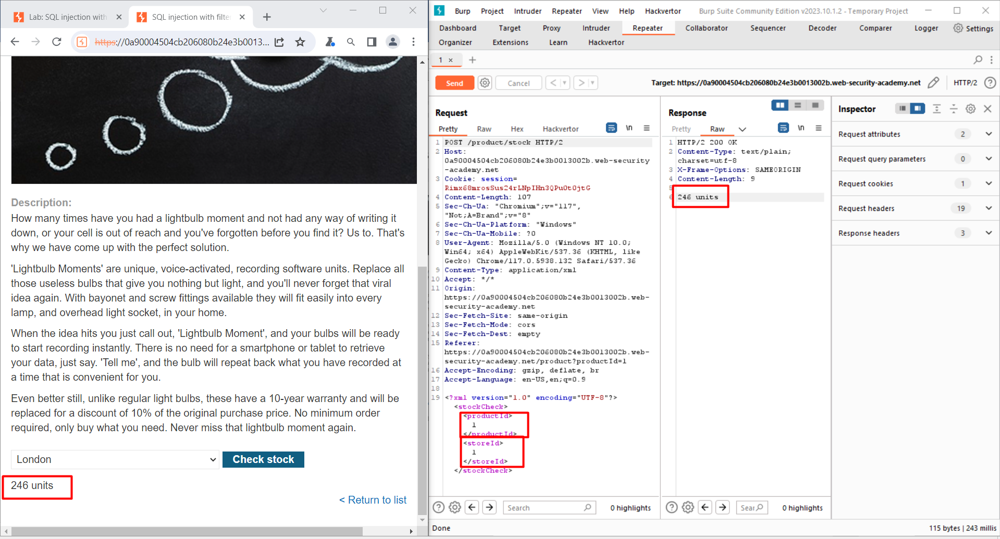 Lab: SQL injection with
SQL injection with filte
https://0a90004504cb206080b24e3b0013...
Description:
How many times have you had a lightbulb moment and not had any way of writing it
down, or your cell is out of reach and you've forgotten before you find it? Us to. That's
why we have come up with the perfect solution.
'Lightbulb Moments' are unique, voice-activated, recording software units. Replace all
those useless bulbs that give you nothing but light, and you'll never forget that viral
idea again. With bayonet and screw fittings available they will fit easily into every
lamp, and overhead light socket, in your home.
When the idea hits you just call out, 'Lightbulb Moment', and your bulbs will be ready
to start recording instantly. There is no need for a smartphone or tablet to retrieve
your data, just say. 'Tell me', and the bulb will repeat back what you have recorded at
a time that is convenient for you.
Even better still, unlike regular light bulbs, these have a 10-year warranty and will be
replaced for a discount of 10% of the original purchase price. No minimum order
required, only buy what you need. Never miss that lightbulb moment again.
London
Check stock
246 units
< Return to list
Burp Project Intruder Repeater View Help Hackvertor Burp Suite Community Edition v2023.10.1.2 - Temporary Project
Dashboard Target Proxy Intruder Repeater Collaborator Sequencer Decoder Comparer Logger Settings
Organizer Extensions Learn Hackvertor
1 ×
Send Cancel < > Target: https://0a90004504cb206080b24e3b0013002b.web-security-academy.net HTTP/2
Request
Pretty Raw Hex Hackvertor \n
1 POST /product/stock HTTP/2
2 Host:
0a90004504cb206080b24e3b0013002b.web-security
-academy.net
3 Cookie: session=
Rimx68mrosSus24rLNpIHn3QPu0t0jtG
4 Content-Length: 107
5 Sec-Ch-Ua: "Chromium";v="117",
"Not;A=Brand";v="8"
6 Sec-Ch-Ua-Platform: "Windows"
7 Sec-Ch-Ua-Mobile: ?0
8 User-Agent: Mozilla/5.0 (Windows NT 10.0;
Win64; x64) AppleWebKit/537.36 (KHTML, like
Gecko) Chrome/117.0.5938.132 Safari/537.36
9 Content-Type: application/xml
10 Accept: */*
11 Origin:
https://0a90004504cb206080b24e3b0013002b.web-
security-academy.net
12 Sec-Fetch-Site: same-origin
13 Sec-Fetch-Mode: cors
14 Sec-Fetch-Dest: empty
15 Referer:
https://0a90004504cb206080b24e3b0013002b.web-
security-academy.net/product?productId=1
16 Accept-Encoding: gzip, deflate, br
17 Accept-Language: en-US,en;q=0.9
18
19 <?xml version="1.0" encoding="UTF-8"?>
<stockCheck>
<productId>
1
</productId>
<storeId>
1
</storeId>
</stockCheck>
Search 0 highlights
Response
Pretty Raw \n
1 HTTP/2 200 OK
2 Content-Type: text/plain;
charset=utf-8
3 X-Frame-Options: SAMEORIGIN
4 Content-Length: 9
5
6 246 units
Sear 0 highlights
Inspector
Request attributes 2
Request query parameters 0
Request cookies 1
Request headers 19
Response headers 3
Done
115 bytes | 243 millis